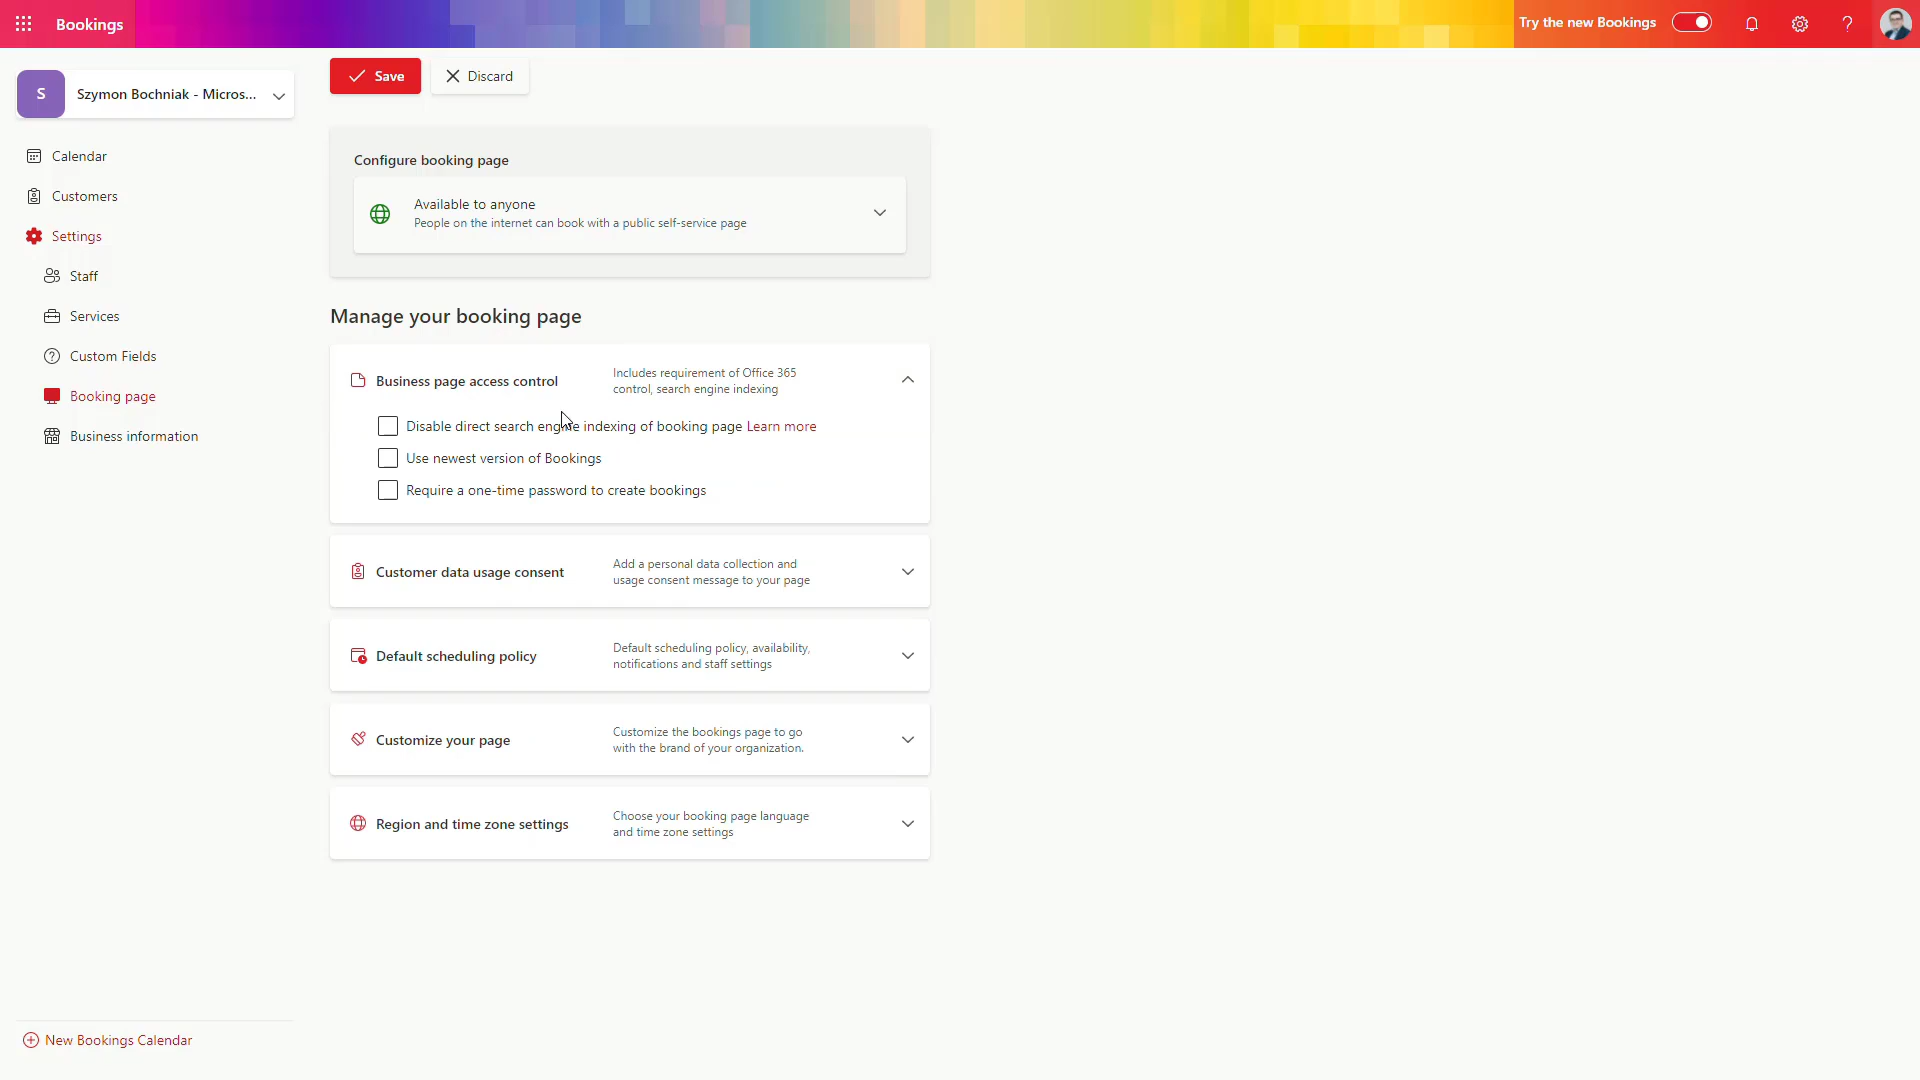 Bookings
Try the new Bookings
S
Szymon Bochniak - Micros...
Calendar
Customers
Settings
Staff
Services
Custom Fields
Booking page
Business information
New Bookings Calendar
Save
Discard
Configure booking page
Available to anyone
People on the internet can book with a public self-service page
Manage your booking page
Business page access control
Includes requirement of Office 365
control, search engine indexing
Disable direct search engine indexing of booking page Learn more
Use newest version of Bookings
Require a one-time password to create bookings
Customer data usage consent
Add a personal data collection and
usage consent message to your page
Default scheduling policy
Default scheduling policy, availability,
notifications and staff settings
Customize your page
Customize the bookings page to go
with the brand of your organization.
Region and time zone settings
Choose your booking page language
and time zone settings